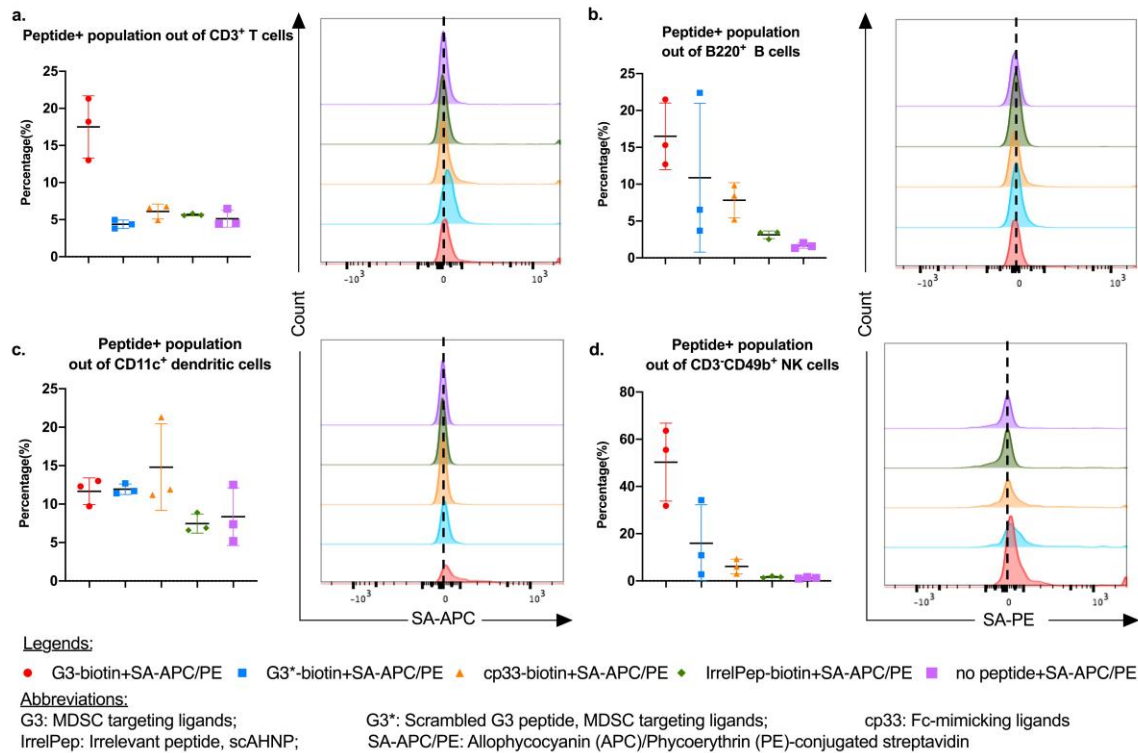 a.
Peptide+ population out of CD3+ T cells
Percentage(%)
25
20
15
10
5
0
Count
-10³ 0 10³
b.
Peptide+ population
out of B220+ B cells
Percentage(%)
25
20
15
10
5
0
Count
-10³ 0 10³
c.
Peptide+ population
out of CD11c+ dendritic cells
Percentage(%)
25
20
15
10
5
0
-10³ 0 10³
SA-APC
d.
Peptide+ population
out of CD3-CD49b+ NK cells
Percentage(%)
80
60
40
20
0
-10³ 0 10³
SA-PE
Legends:
G3-biotin+SA-APC/PE G3*-biotin+SA-APC/PE cp33-biotin+SA-APC/PE IrrelPep-biotin+SA-APC/PE no peptide+SA-APC/PE
Abbreviations:
G3: MDSC targeting ligands; G3*: Scrambled G3 peptide, MDSC targeting ligands; cp33: Fc-mimicking ligands
IrrelPep: Irrelevant peptide, scAHNP; SA-APC/PE: Allophycocyanin (APC)/Phycoerythrin (PE)-conjugated streptavidin